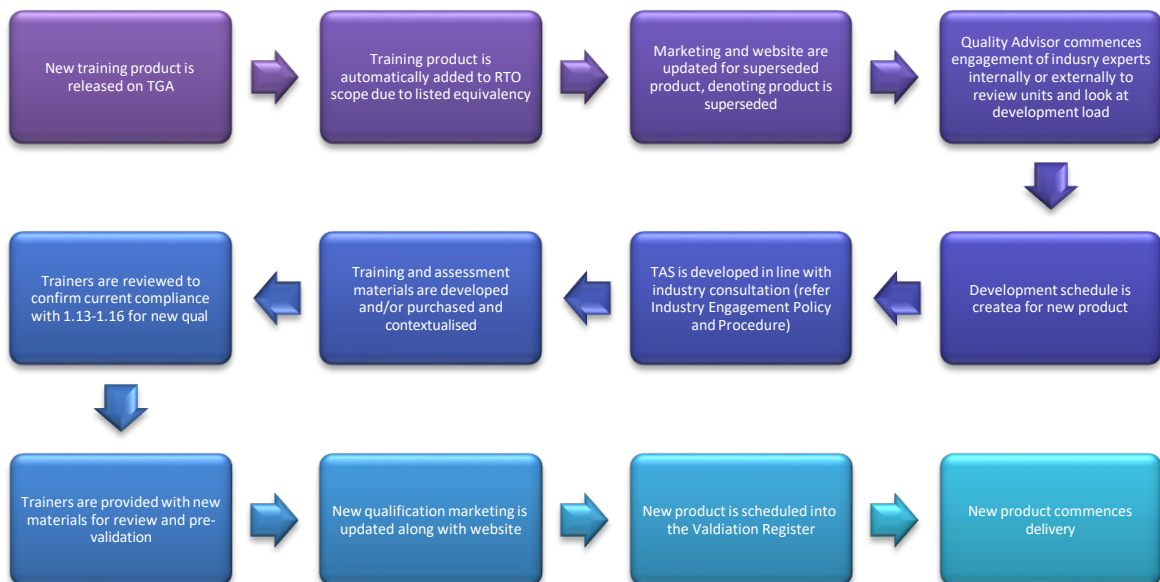 New training product is
released on TGA
Training product is
automatically added to RTO
scope due to listed equivalency
Marketing and website are
updated for superseded
product, denoting product is
superseded
Quality Advisor commences
engagement of indusry experts
internally or externally to
review units and look at
development load
Development schedule is
createa for new product
TAS is developed in line with
industry consultation (refer
Industry Engagement Policy
and Procedure)
Training and assessment
materials are developed
and/or purchased and
contextualised
Trainers are reviewed to
confirm current compliance
with 1.13-1.16 for new qual
Trainers are provided with new
materials for review and pre-
validation
New qualification marketing is
updated along with website
New product is scheduled into
the Valdiation Register
New product commences
delivery